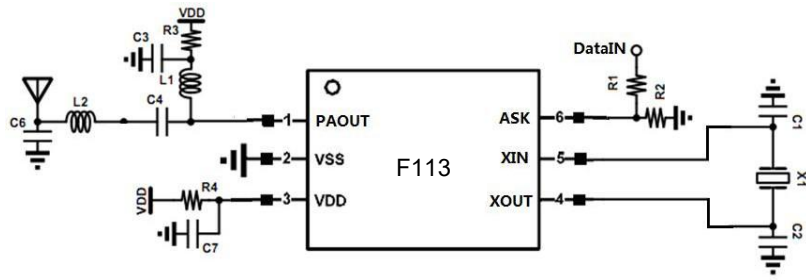 VDD
C3
R3
L1
DataIN
R1
R2
L2
C4
C6
1
PAOUT
ASK
6
C1
2
VSS
F113
XIN
5
X1
VDD
R4
3
VDD
XOUT
4
C7
C2